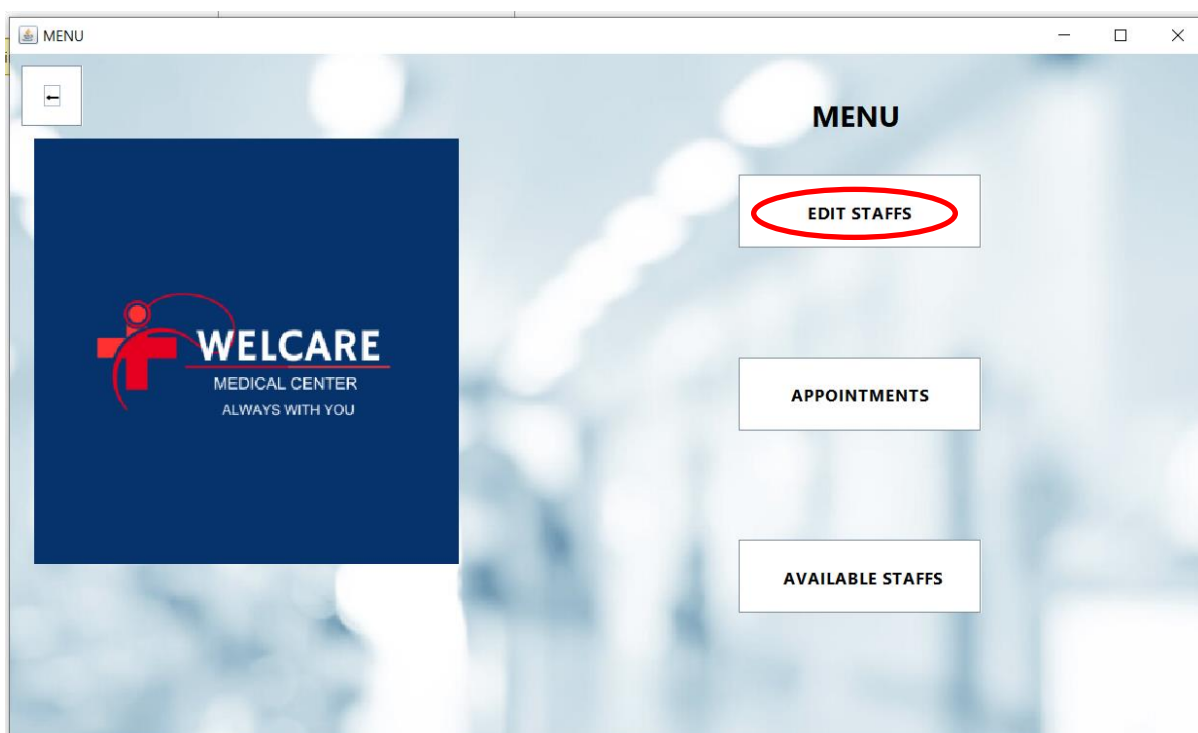 MENU
MENU
EDIT STAFFS
WELCARE
MEDICAL CENTER
ALWAYS WITH YOU
APPOINTMENTS
AVAILABLE STAFFS